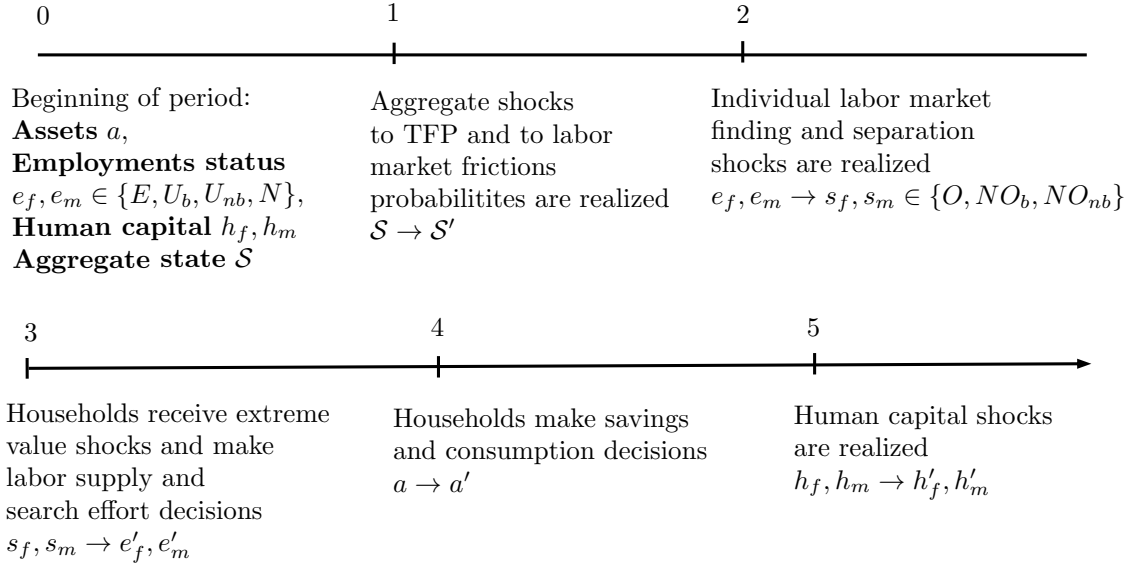 0
1
2
Beginning of period:
Assets a,
Employments status
e_f, e_m ∈ {E, U_b, U_{nb}, N},
Human capital h_f, h_m
Aggregate state 𝒮
Aggregate shocks
to TFP and to labor
market frictions
probabilitites are realized
𝒮 → 𝒮′
Individual labor market
finding and separation
shocks are realized
e_f, e_m → s_f, s_m ∈ {O, NO_b, NO_{nb}}
3
4
5
Households receive extreme
value shocks and make
labor supply and
search effort decisions
s_f, s_m → e′_f, e′_m
Households make savings
and consumption decisions
a → a′
Human capital shocks
are realized
h_f, h_m → h′_f, h′_m